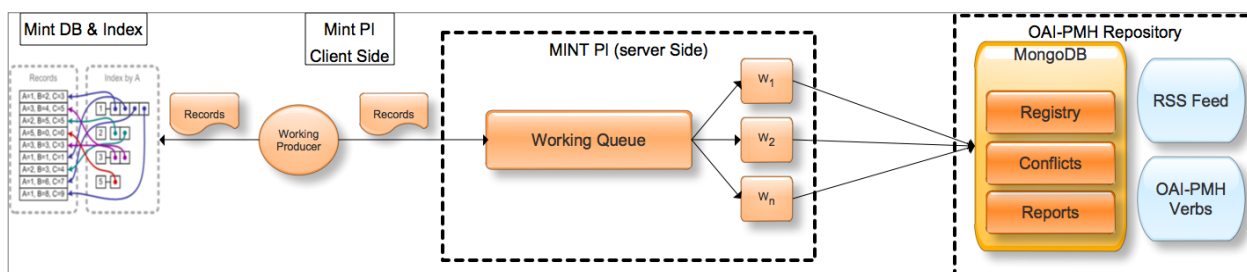 Mint DB & Index
Mint PI
Client Side
OAI-PMH Repository
MINT PI (server Side)
MongoDB
Records
Index by A
A=1, B=2, C=3
A=3, B=4, C=5
A=2, B=5, C=5
A=5, B=0, C=8
A=3, B=3, C=3
A=1, B=1, C=1
A=2, B=3, C=4
A=1, B=6, C=7
A=1, B=8, C=9
1
2
3
5
Records
Working
Producer
Records
Working Queue
w1
w2
wn
Registry
Conflicts
Reports
RSS Feed
OAI-PMH
Verbs